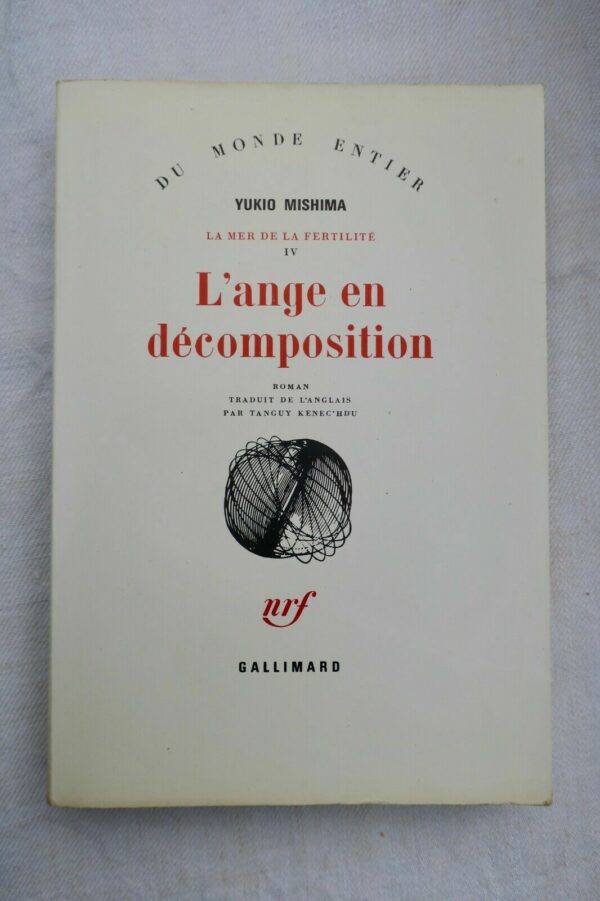 DU MONDE ENTIER
YUKIO MISHIMA
LA MER DE LA FERTILITÉ
IV
L'ange en
décomposition
ROMAN
TRADUIT DE L'ANGLAIS
PAR TANGUY KENEC'HDU
nrf
GALLIMARD